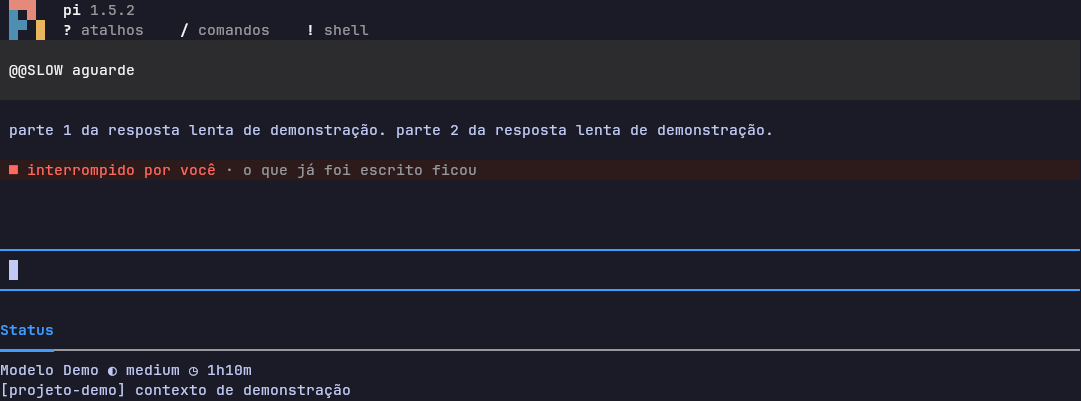 pi 1.5.2
? atalhos / comandos ! shell
@@SLOW aguarde
parte 1 da resposta lenta de demonstração. parte 2 da resposta lenta de demonstração.
■ interrompido por você · o que já foi escrito ficou
Status
Modelo Demo ◐ medium ◷ 1h10m
[projeto-demo] contexto de demonstração